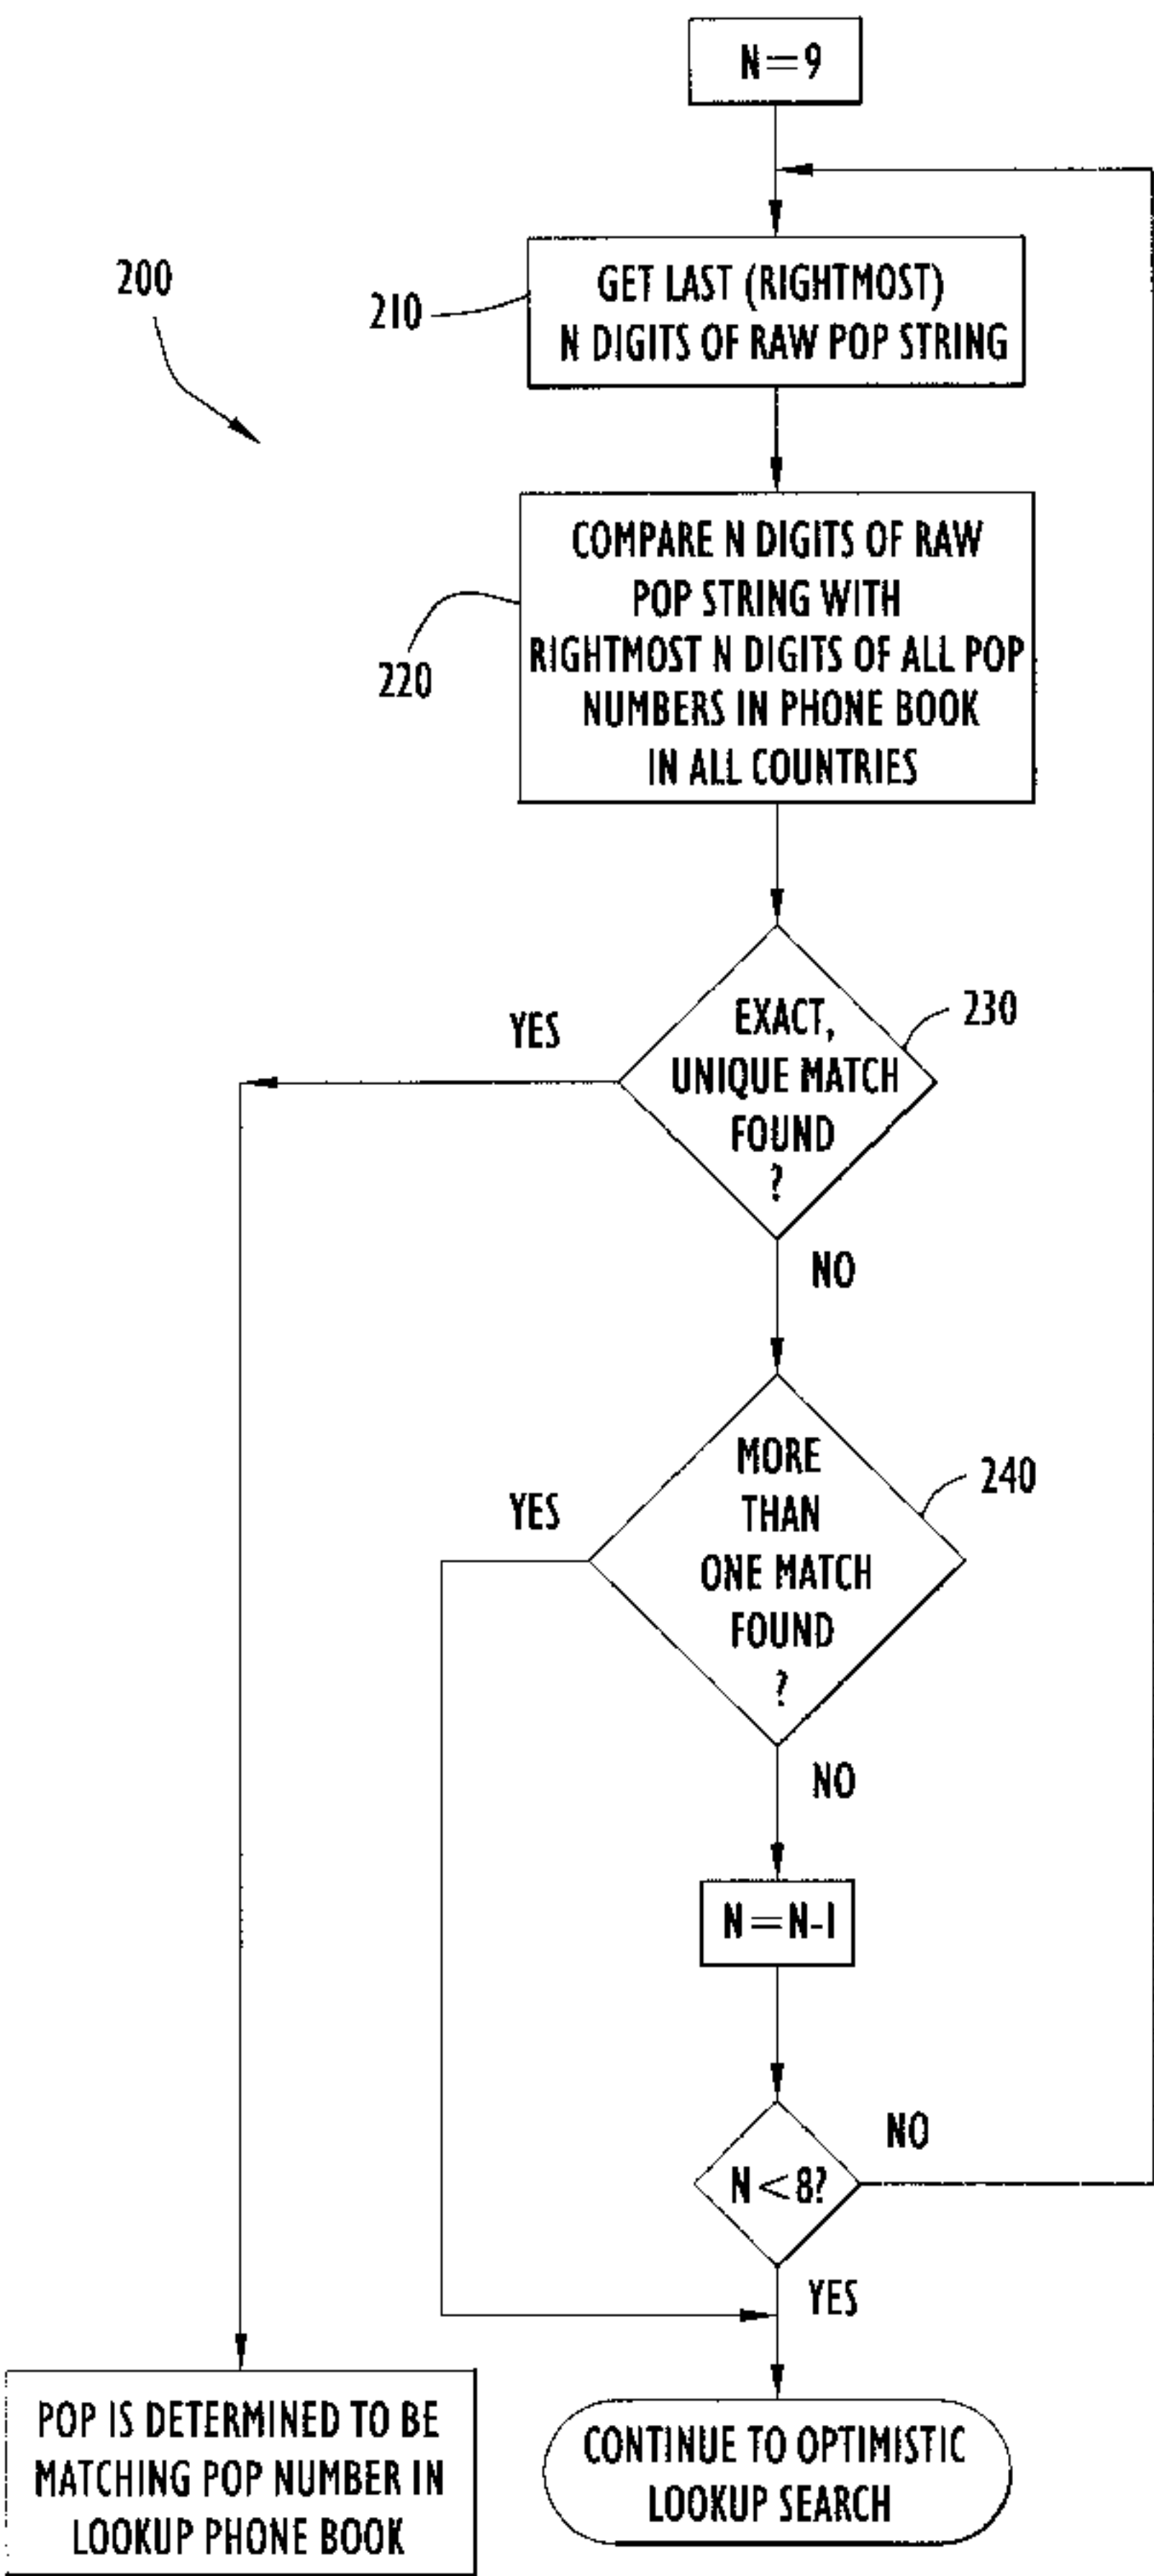 N=9
200
210
GET LAST (RIGHTMOST)
N DIGITS OF RAW POP STRING
220
COMPARE N DIGITS OF RAW
POP STRING WITH
RIGHTMOST N DIGITS OF ALL POP
NUMBERS IN PHONE BOOK
IN ALL COUNTRIES
YES
230
EXACT,
UNIQUE MATCH
FOUND
?
NO
YES
240
MORE
THAN
ONE MATCH
FOUND
?
NO
N=N-1
N<8?
NO
YES
POP IS DETERMINED TO BE
MATCHING POP NUMBER IN
LOOKUP PHONE BOOK
CONTINUE TO OPTIMISTIC
LOOKUP SEARCH